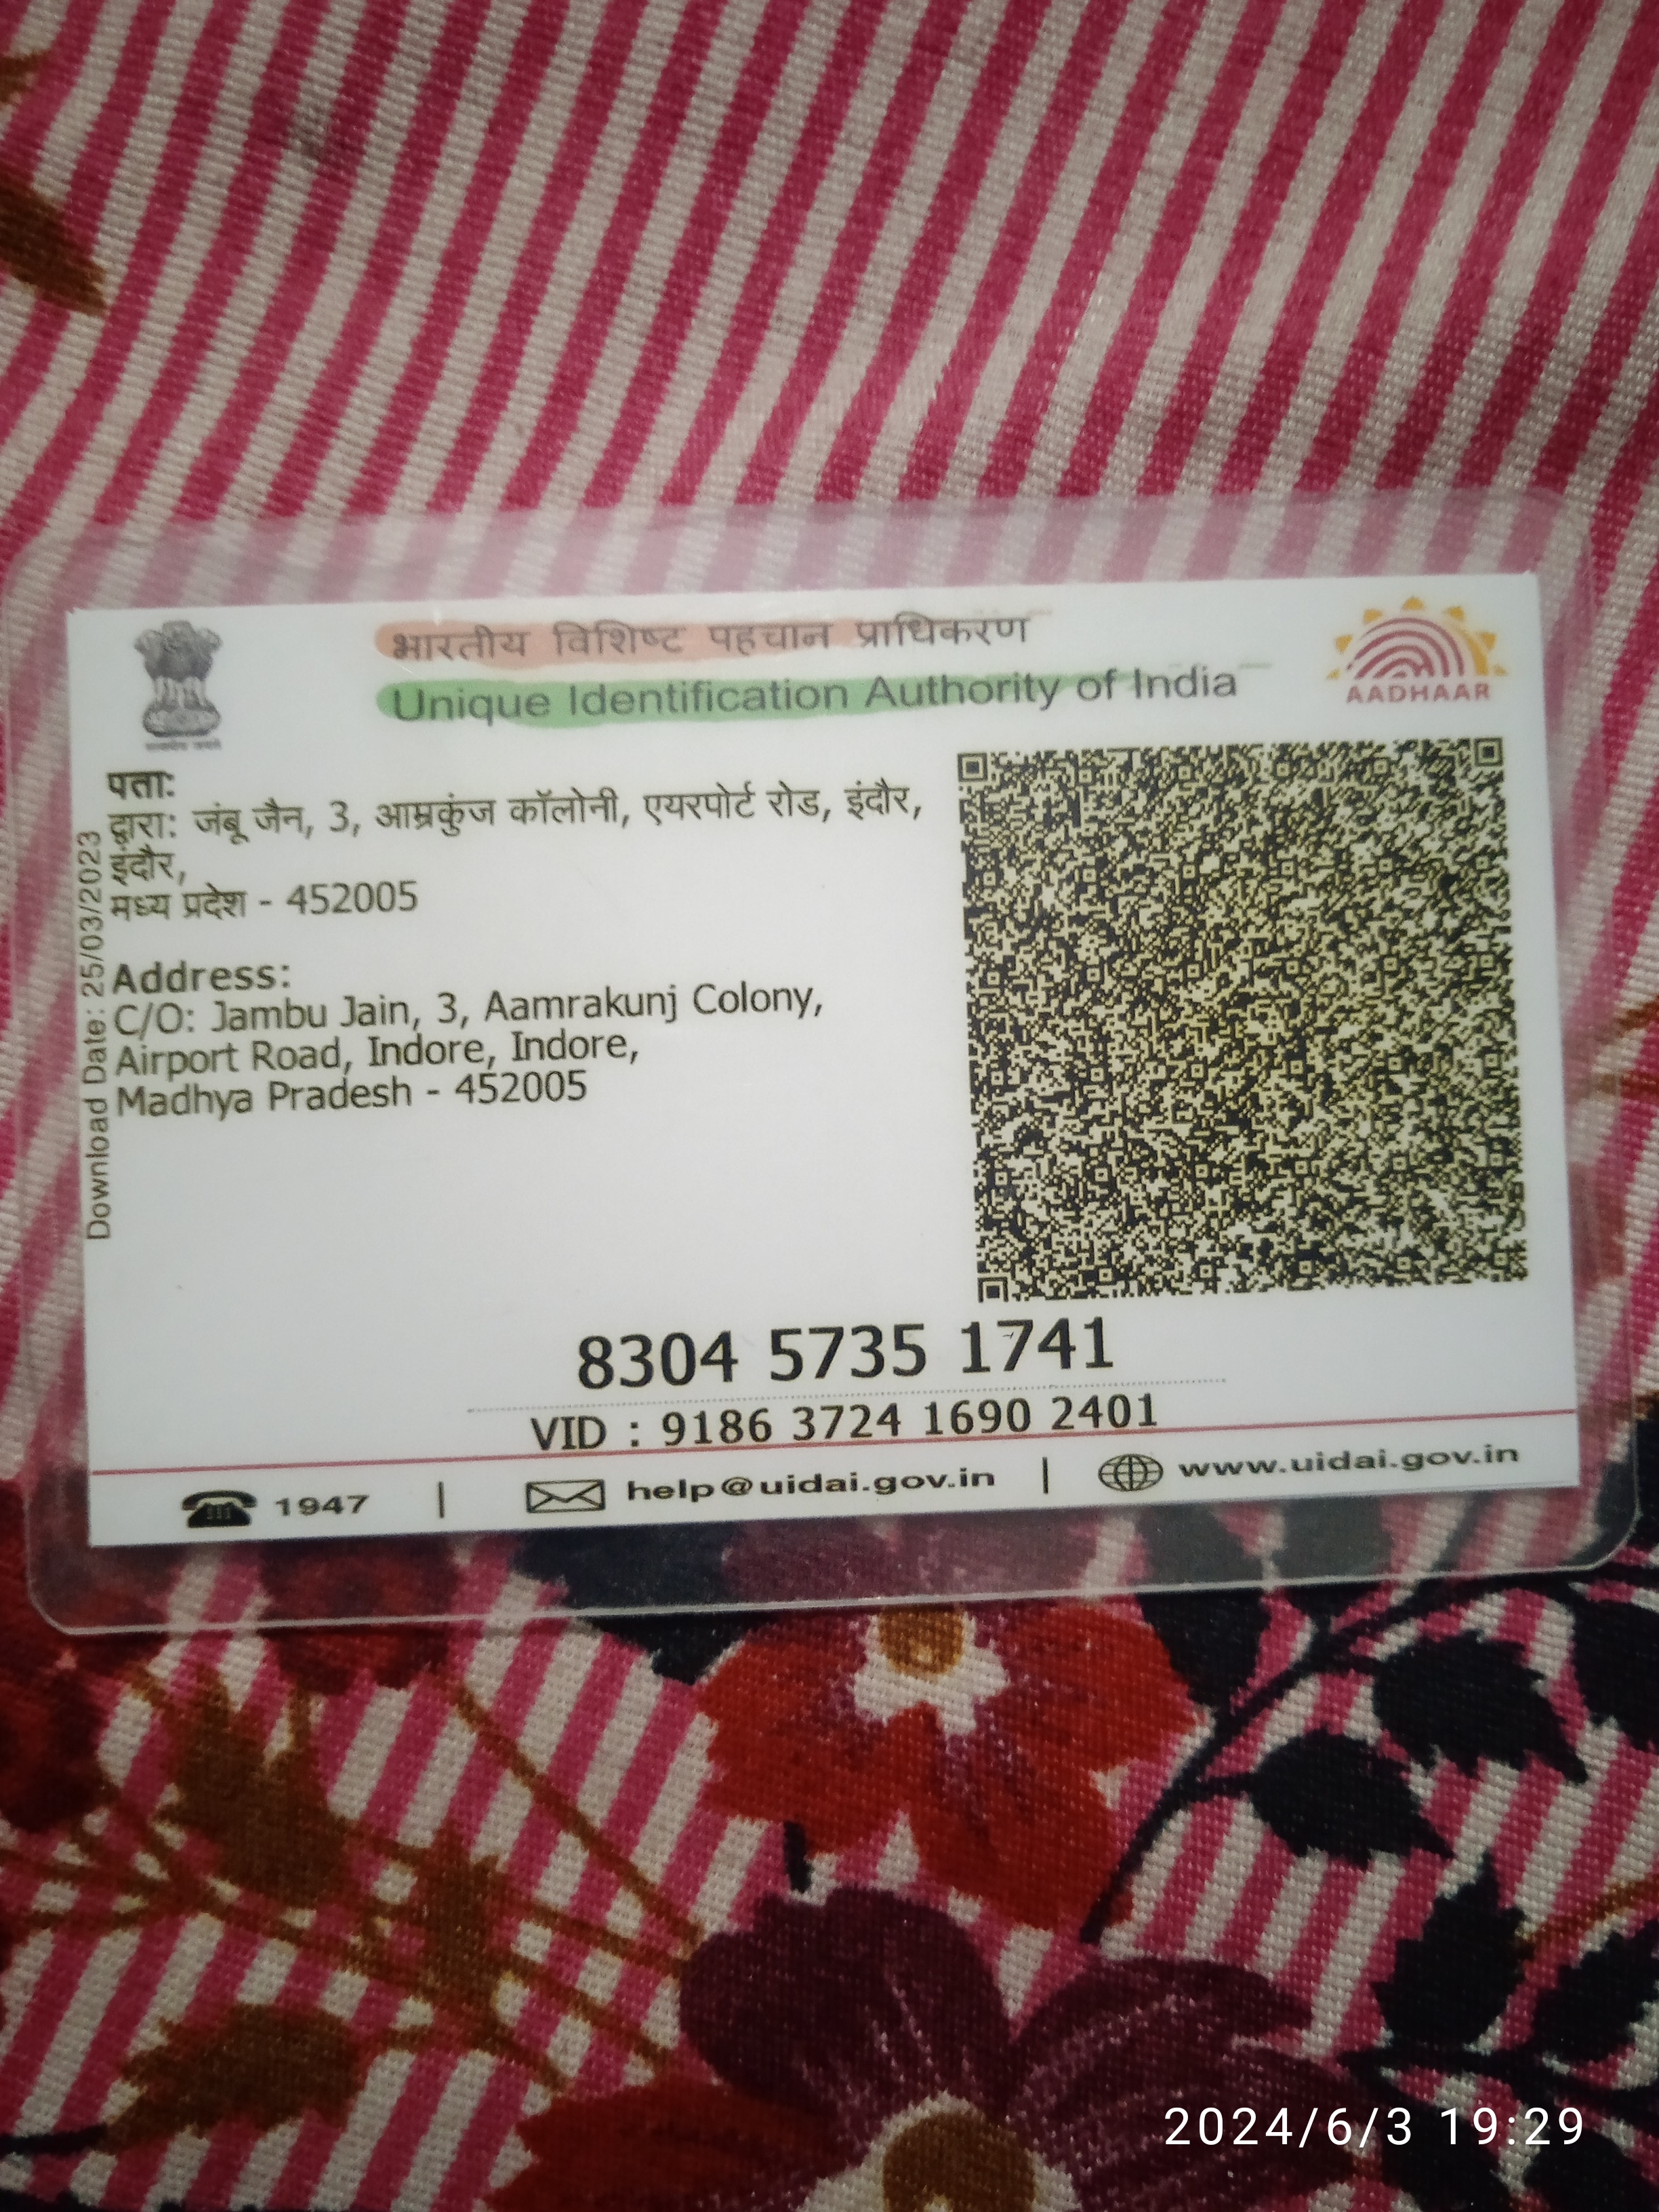 भारतीय विशिष्ट पहचान प्राधिकरण
Unique Identification Authority of India
AADHAAR
पता:
द्वारा: जंबू जैन, 3, आम्रकुंज कॉलोनी, एयरपोर्ट रोड, इंदौर,
इंदौर,
मध्य प्रदेश - 452005
Address:
C/O: Jambu Jain, 3, Aamrakunj Colony,
Airport Road, Indore, Indore,
Madhya Pradesh - 452005
Download Date: 25/03/2023
8304 5735 1741
VID : 9186 3724 1690 2401
1947 | help@uidai.gov.in | www.uidai.gov.in
2024/6/3 19:29